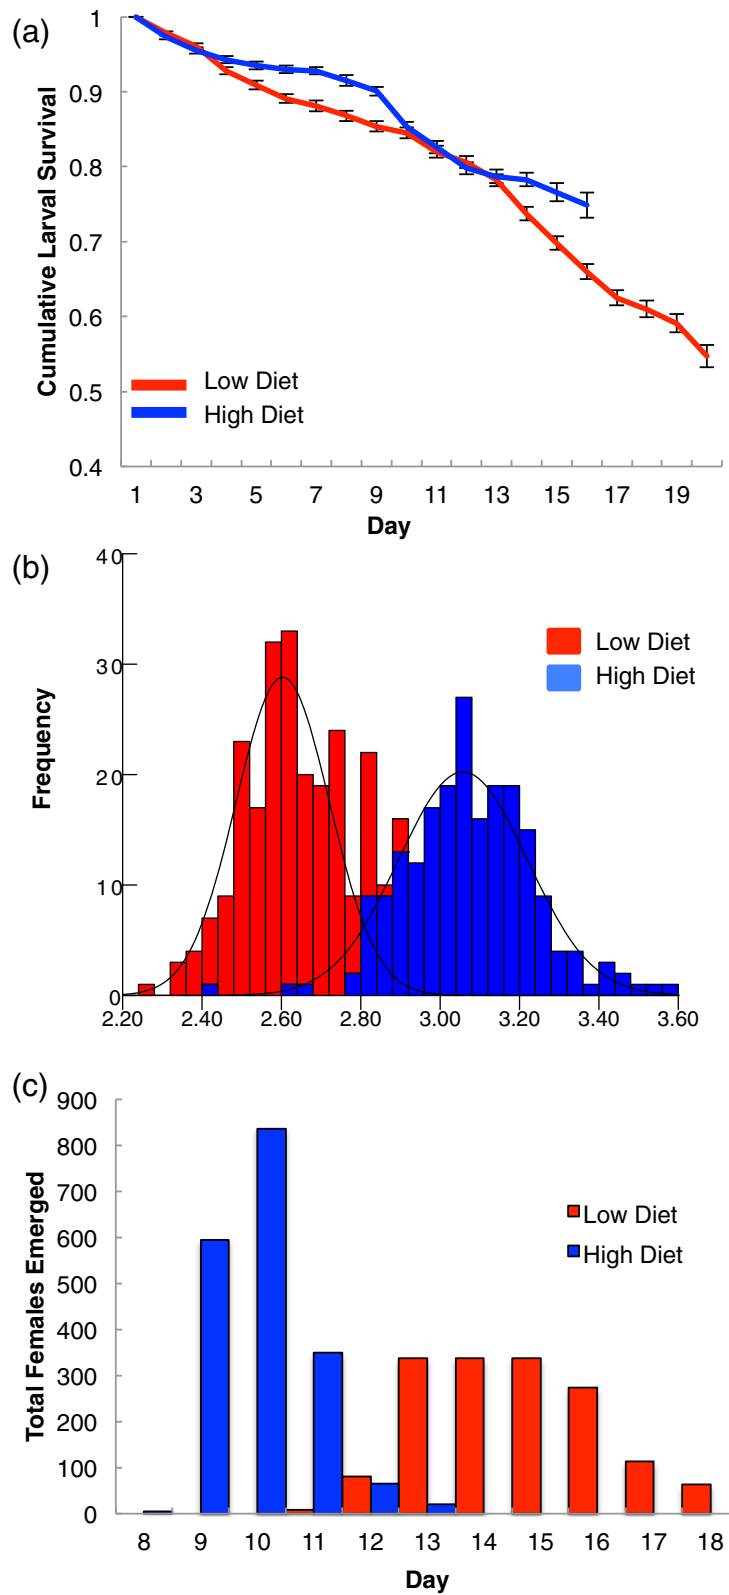 (a)
Cumulative Larval Survival
1
0.9
0.8
0.7
0.6
0.5
0.4
Low Diet
High Diet
1 3 5 7 9 11 13 15 17 19
Day
(b)
Frequency
40
30
20
10
0
Low Diet
High Diet
2.20 2.40 2.60 2.80 3.00 3.20 3.40 3.60
(c)
Total Females Emerged
900
800
700
600
500
400
300
200
100
0
Low Diet
High Diet
8 9 10 11 12 13 14 15 16 17 18
Day